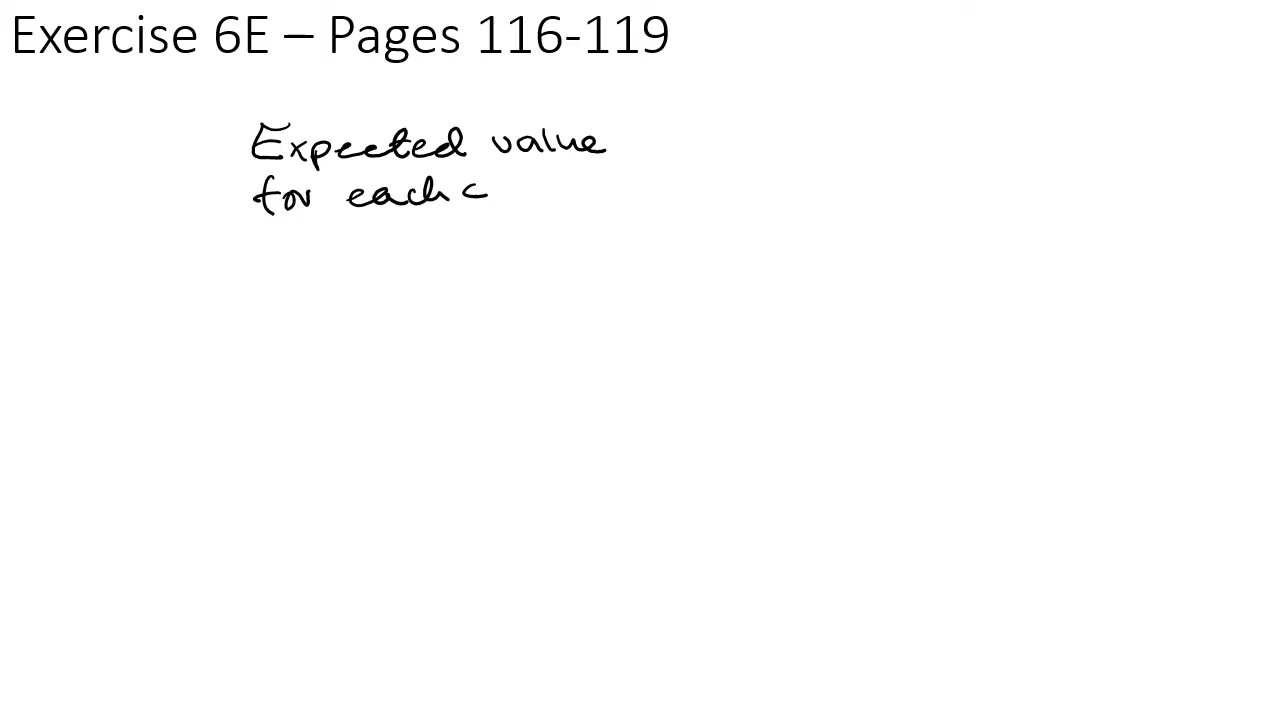 Exercise 6E – Pages 116-119
Expected value
for each c